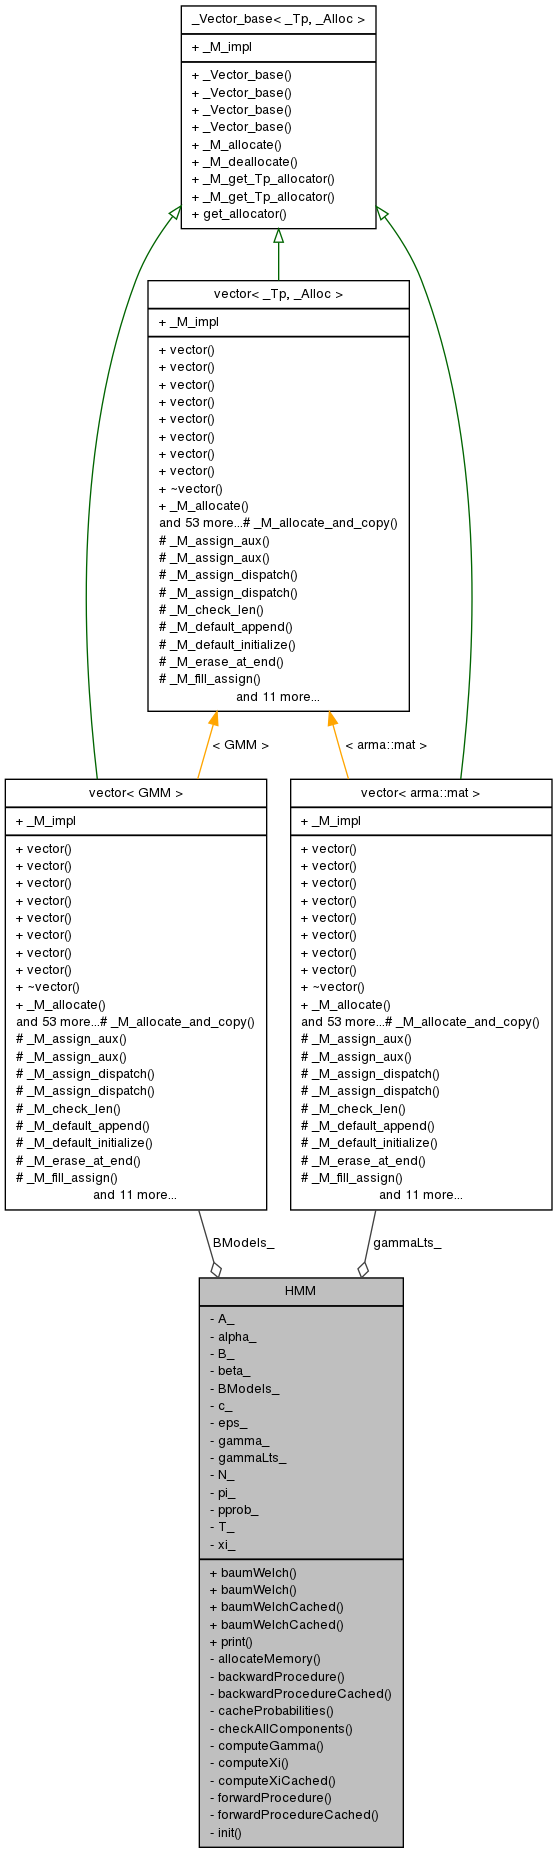 _Vector_base< _Tp, _Alloc >
+ _M_impl
+ _Vector_base()
+ _Vector_base()
+ _Vector_base()
+ _Vector_base()
+ _M_allocate()
+ _M_deallocate()
+ _M_get_Tp_allocator()
+ _M_get_Tp_allocator()
+ get_allocator()
vector< _Tp, _Alloc >
+ _M_impl
+ vector()
+ vector()
+ vector()
+ vector()
+ vector()
+ vector()
+ vector()
+ vector()
+ ~vector()
+ _M_allocate()
and 53 more...# _M_allocate_and_copy()
# _M_assign_aux()
# _M_assign_aux()
# _M_assign_dispatch()
# _M_assign_dispatch()
# _M_check_len()
# _M_default_append()
# _M_default_initialize()
# _M_erase_at_end()
# _M_fill_assign()
and 11 more...
< GMM >
< arma::mat >
vector< GMM >
+ _M_impl
+ vector()
+ vector()
+ vector()
+ vector()
+ vector()
+ vector()
+ vector()
+ vector()
+ ~vector()
+ _M_allocate()
and 53 more...# _M_allocate_and_copy()
# _M_assign_aux()
# _M_assign_aux()
# _M_assign_dispatch()
# _M_assign_dispatch()
# _M_check_len()
# _M_default_append()
# _M_default_initialize()
# _M_erase_at_end()
# _M_fill_assign()
and 11 more...
vector< arma::mat >
+ _M_impl
+ vector()
+ vector()
+ vector()
+ vector()
+ vector()
+ vector()
+ vector()
+ vector()
+ ~vector()
+ _M_allocate()
and 53 more...# _M_allocate_and_copy()
# _M_assign_aux()
# _M_assign_aux()
# _M_assign_dispatch()
# _M_assign_dispatch()
# _M_check_len()
# _M_default_append()
# _M_default_initialize()
# _M_erase_at_end()
# _M_fill_assign()
and 11 more...
BModels_
gammaLts_
HMM
- A_
- alpha_
- B_
- beta_
- BModels_
- c_
- eps_
- gamma_
- gammaLts_
- N_
- pi_
- pprob_
- T_
- xi_
+ baumWelch()
+ baumWelch()
+ baumWelchCached()
+ baumWelchCached()
+ print()
- allocateMemory()
- backwardProcedure()
- backwardProcedureCached()
- cacheProbabilities()
- checkAllComponents()
- computeGamma()
- computeXi()
- computeXiCached()
- forwardProcedure()
- forwardProcedureCached()
- init()